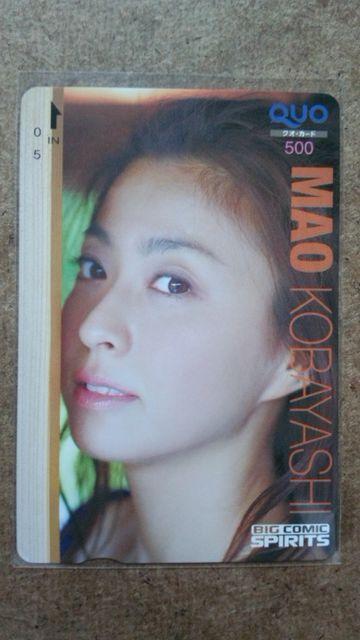 QUO
クオ・カード
500
0
IN
5
MAO KOBAYASHI
BIG COMIC
SPIRITS